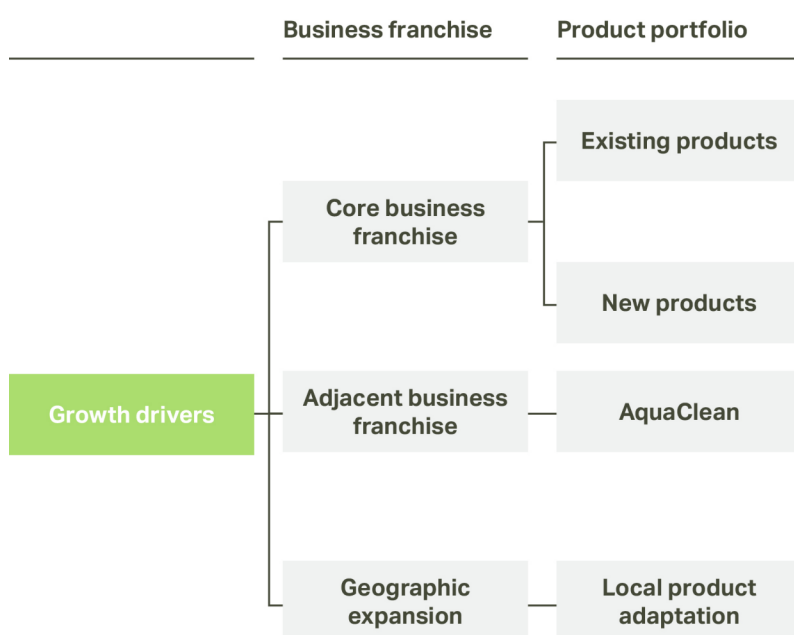 Business franchise
Product portfolio
Existing products
Core business
franchise
New products
Growth drivers
Adjacent business
franchise
AquaClean
Geographic
expansion
Local product
adaptation